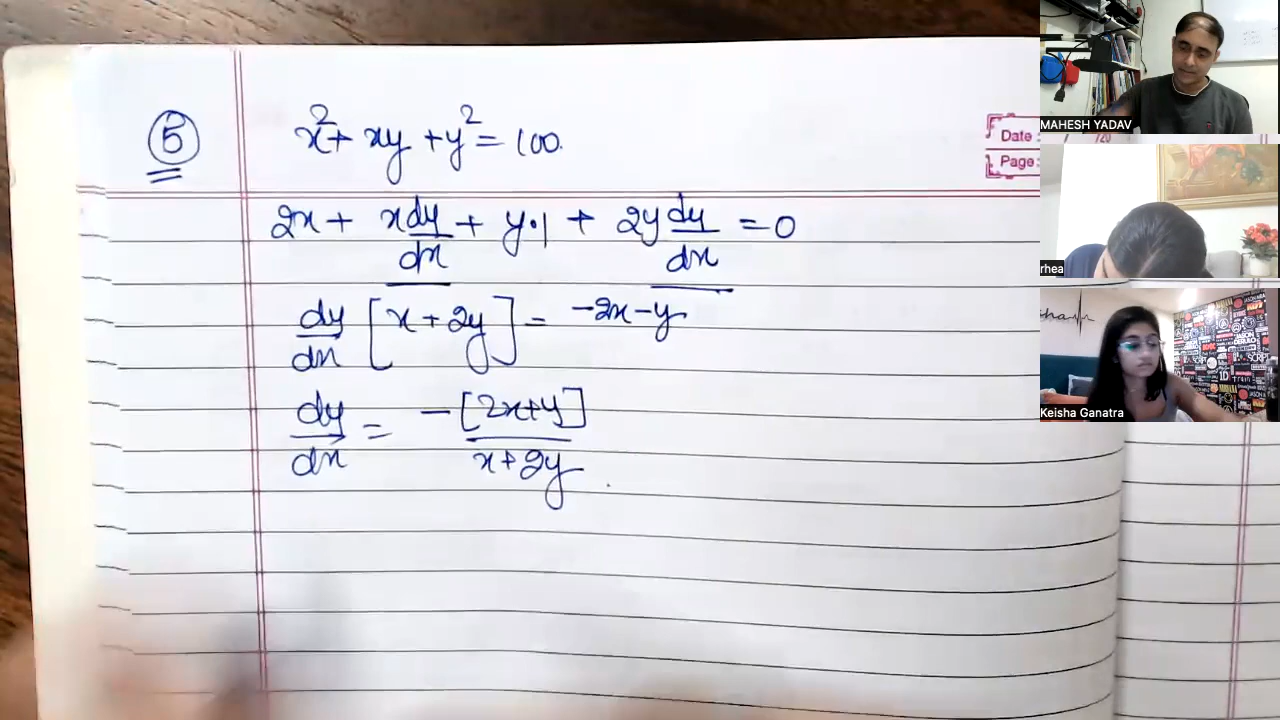 5
x² + xy + y² = 100.
2x + x dy/dx + y·1 + 2y dy/dx = 0
dy/dx [x + 2y] = -2x - y
dy/dx = -[2x+y]/x+2y
Date:
/20
Page:
MAHESH YADAV
rhea
Keisha Ganatra